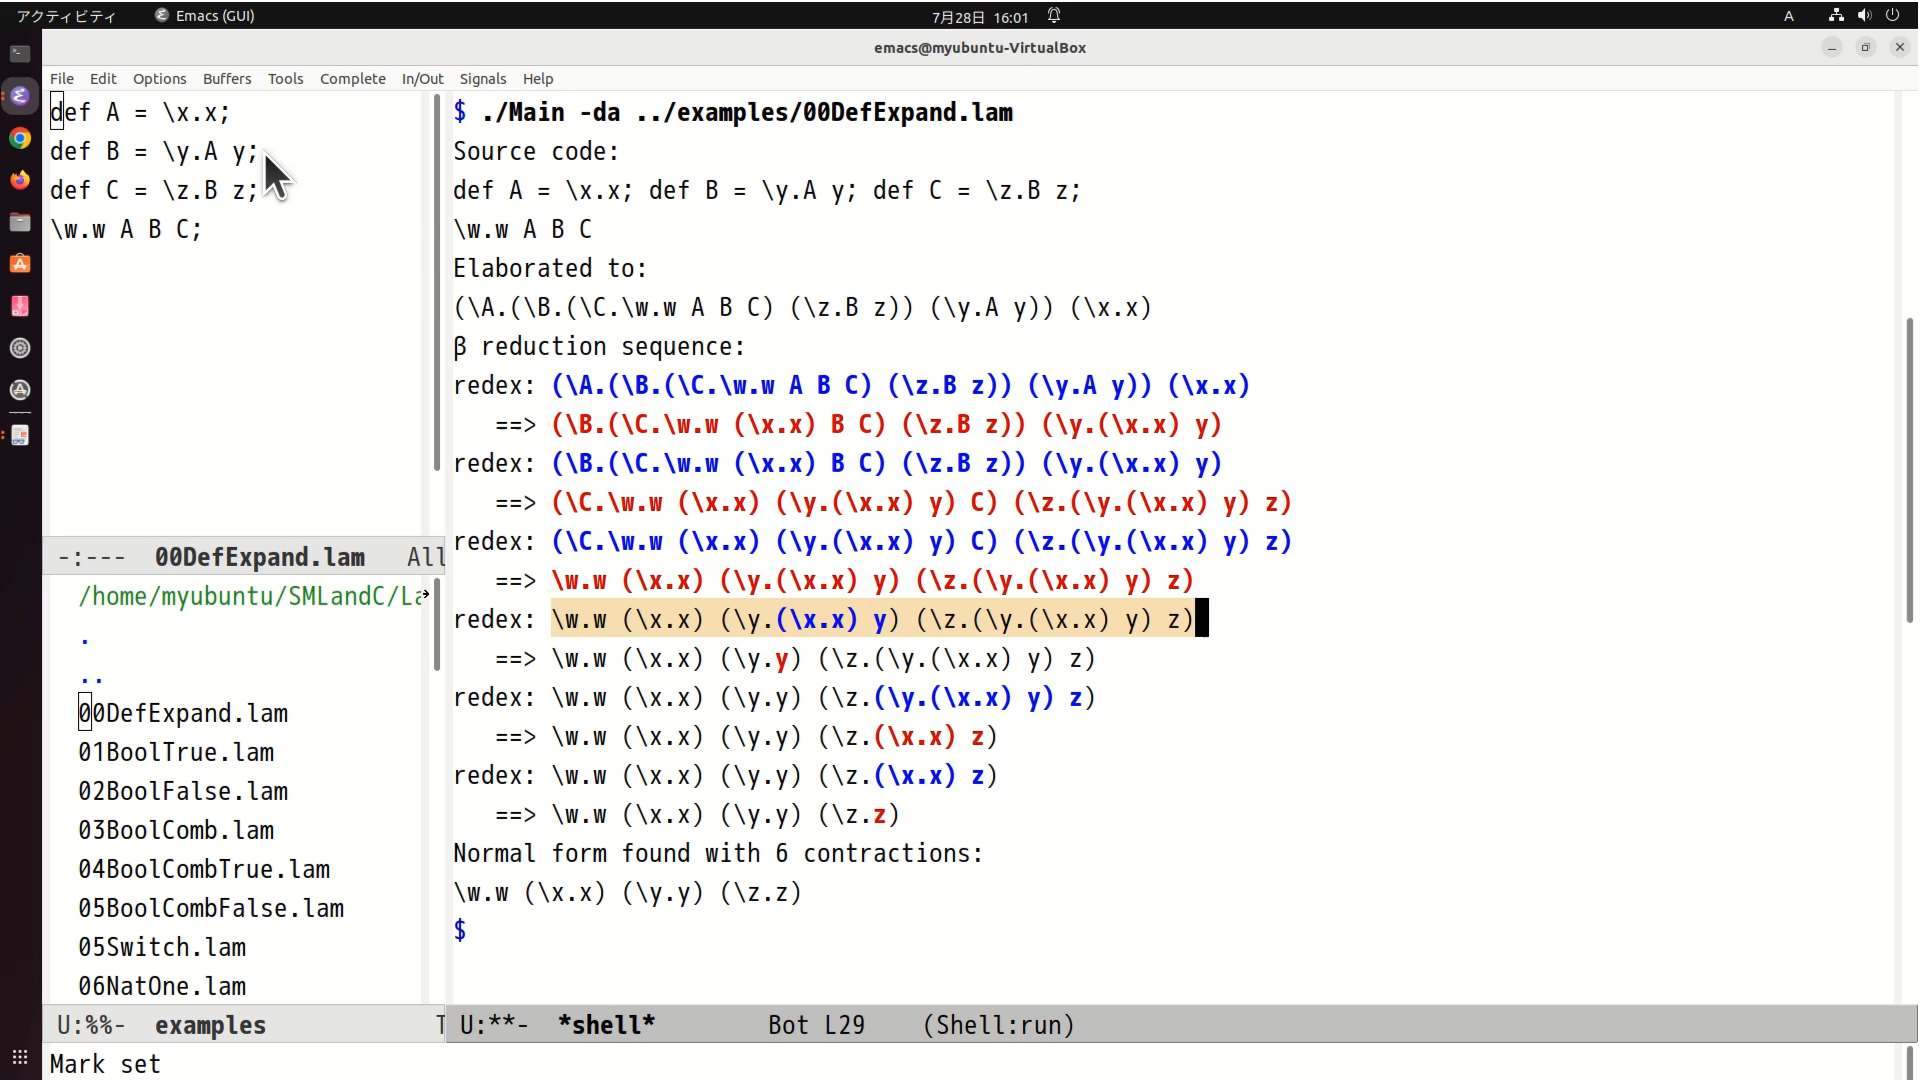 アクティビティ
Emacs (GUI)
7月28日 16:01
A
emacs@myubuntu-VirtualBox
File Edit Options Buffers Tools Complete In/Out Signals Help
def A = \x.x;
def B = \y.A y;
def C = \z.B z;
\w.w A B C;
-:--- 00DefExpand.lam All
/home/myubuntu/SMLandC/La
.
..
00DefExpand.lam
01BoolTrue.lam
02BoolFalse.lam
03BoolComb.lam
04BoolCombTrue.lam
05BoolCombFalse.lam
05Switch.lam
06NatOne.lam
U:%%- examples T
$ ./Main -da ../examples/00DefExpand.lam
Source code:
def A = \x.x; def B = \y.A y; def C = \z.B z;
\w.w A B C
Elaborated to:
(\A.(\B.(\C.\w.w A B C) (\z.B z)) (\y.A y)) (\x.x)
β reduction sequence:
redex: (\A.(\B.(\C.\w.w A B C) (\z.B z)) (\y.A y)) (\x.x)
==> (\B.(\C.\w.w (\x.x) B C) (\z.B z)) (\y.(\x.x) y)
redex: (\B.(\C.\w.w (\x.x) B C) (\z.B z)) (\y.(\x.x) y)
==> (\C.\w.w (\x.x) (\y.(\x.x) y) C) (\z.(\y.(\x.x) y) z)
redex: (\C.\w.w (\x.x) (\y.(\x.x) y) C) (\z.(\y.(\x.x) y) z)
==> \w.w (\x.x) (\y.(\x.x) y) (\z.(\y.(\x.x) y) z)
redex: \w.w (\x.x) (\y.(\x.x) y) (\z.(\y.(\x.x) y) z)
==> \w.w (\x.x) (\y.y) (\z.(\y.(\x.x) y) z)
redex: \w.w (\x.x) (\y.y) (\z.(\y.(\x.x) y) z)
==> \w.w (\x.x) (\y.y) (\z.(\x.x) z)
redex: \w.w (\x.x) (\y.y) (\z.(\x.x) z)
==> \w.w (\x.x) (\y.y) (\z.z)
Normal form found with 6 contractions:
\w.w (\x.x) (\y.y) (\z.z)
$
U:**- *shell* Bot L29 (Shell:run)
Mark set